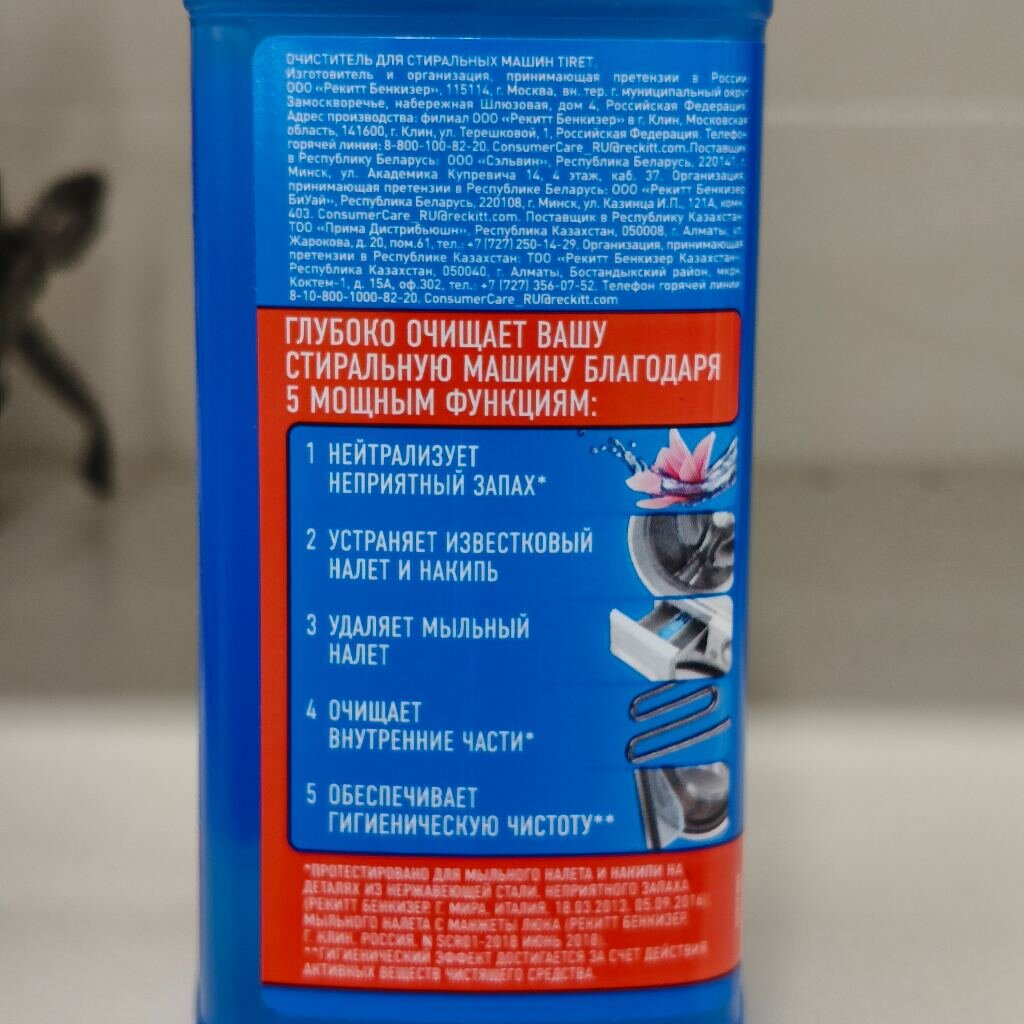 ОЧИСТИТЕЛЬ ДЛЯ СТИРАЛЬНЫХ МАШИН TIRET.
Изготовитель и организация, принимающая претензии в России:
ООО «Рекитт Бенкизер», 115114, г. Москва, вн. тер. г. муниципальный округ
Замоскворечье, набережная Шлюзовая, дом 4, Российская Федерация
Адрес производства: филиал ООО «Рекитт Бенкизер» в г. Клин, Московская
область, 141600, г. Клин, ул. Терешковой, 1, Российская Федерация. Телефон
горячей линии: 8-800-100-82-20. ConsumerCare_RU@reckitt.com.Поставщик
в Республику Беларусь: ООО «Сэльвин», Республика Беларусь, 220141, г.
Минск, ул. Академика Купревича 14, 4 этаж, каб. 37. Организация,
принимающая претензии в Республике Беларусь: ООО «Рекитт Бенкизер
БиУай», Республика Беларусь, 220108, г. Минск, ул. Казинца И.П., 121А, комн.
403. ConsumerCare_RU@reckitt.com. Поставщик в Республику Казахстан
ТОО «Прима Дистрибьюшн», Республика Казахстан, 050008, г. Алматы, ул.
Жарокова, д. 20, пом.61, тел.: +7 (727) 250-14-29. Организация, принимающая
претензии в Республике Казахстан: ТОО «Рекитт Бенкизер Казахстан»
Республика Казахстан, 050040, г. Алматы, Бостандыкский район, мкрн.
Коктем-1, д. 15А, оф.302, тел.: +7 (727) 356-07-52. Телефон горячей линии
8-10-800-1000-82-20. ConsumerCare_RU@reckitt.com
ГЛУБОКО ОЧИЩАЕТ ВАШУ
СТИРАЛЬНУЮ МАШИНУ БЛАГОДАРЯ
5 МОЩНЫМ ФУНКЦИЯМ:
1 НЕЙТРАЛИЗУЕТ
НЕПРИЯТНЫЙ ЗАПАХ*
2 УСТРАНЯЕТ ИЗВЕСТКОВЫЙ
НАЛЕТ И НАКИПЬ
3 УДАЛЯЕТ МЫЛЬНЫЙ
НАЛЕТ
4 ОЧИЩАЕТ
ВНУТРЕННИЕ ЧАСТИ*
5 ОБЕСПЕЧИВАЕТ
ГИГИЕНИЧЕСКУЮ ЧИСТОТУ**
*ПРОТЕСТИРОВАНО ДЛЯ МЫЛЬНОГО НАЛЕТА И НАКИПИ НА
ДЕТАЛЯХ ИЗ НЕРЖАВЕЮЩЕЙ СТАЛИ, НЕПРИЯТНОГО ЗАПАХА
(РЕКИТТ БЕНКИЗЕР, Г. МИРА, ИТАЛИЯ, 18.03.2013, 05.09.2016);
МЫЛЬНОГО НАЛЕТА С МАНЖЕТЫ ЛЮКА (РЕКИТТ БЕНКИЗЕР
Г. КЛИН, РОССИЯ, N SCR01-2018 ИЮНЬ 2018).
**ГИГИЕНИЧЕСКИЙ ЭФФЕКТ ДОСТИГАЕТСЯ ЗА СЧЕТ ДЕЙСТВИЯ
АКТИВНЫХ ВЕЩЕСТВ ЧИСТЯЩЕГО СРЕДСТВА.